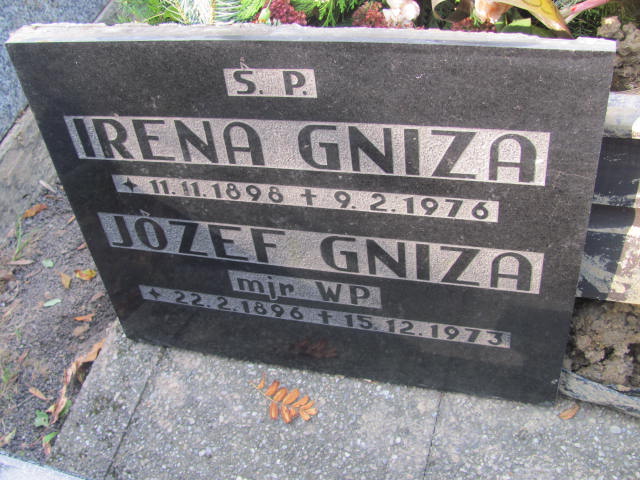 Ś. P.
IRENA GNIZA
✦ 11.11.1898 ✝ 9.2.1976
JÓZEF GNIZA
mjr WP
✦ 22.2.1896 ✝ 15.12.1973